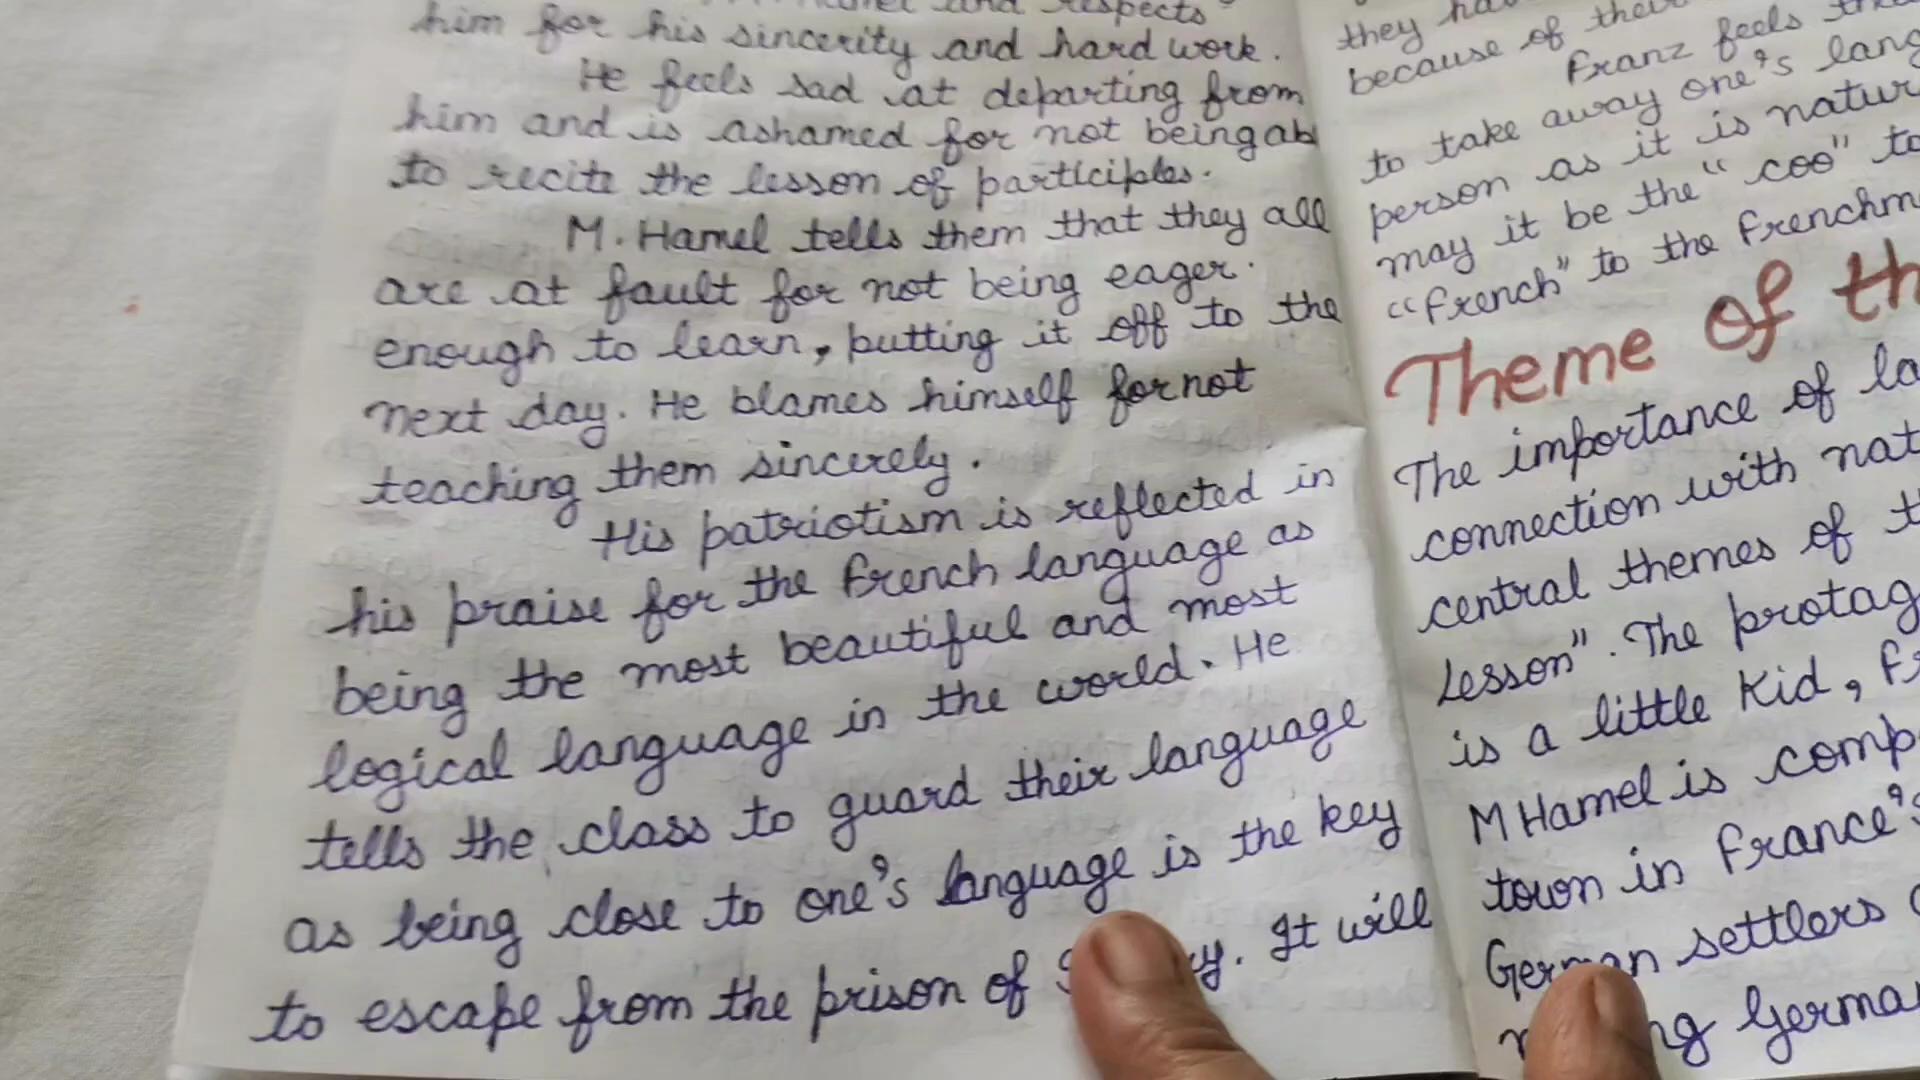 and respects
him for his sincerity and hard work.
He feels sad at departing from
him and is ashamed for not being ab
to recite the lesson of participles.
M. Hamel tells them that they all
are at fault for not being eager
enough to learn, putting it off to the
next day. He blames himself for not
teaching them sincerely.
His patriotism is reflected in
his praise for the French language as
being the most beautiful and most
logical language in the world. He
tells the class to guard their language
as being close to one's language is the key
to escape from the prison of . It will
they ha
because of their
Franz feels
to take away one's lang
person as it is natur
may it be the "coo" to
"French" to the Frenchm
Theme of th
The importance of la
connection with nat
central themes of t
Lesson". The protag
is a little Kid, Fr
M Hamel is comp
town in France's
German settlers
ng Germa